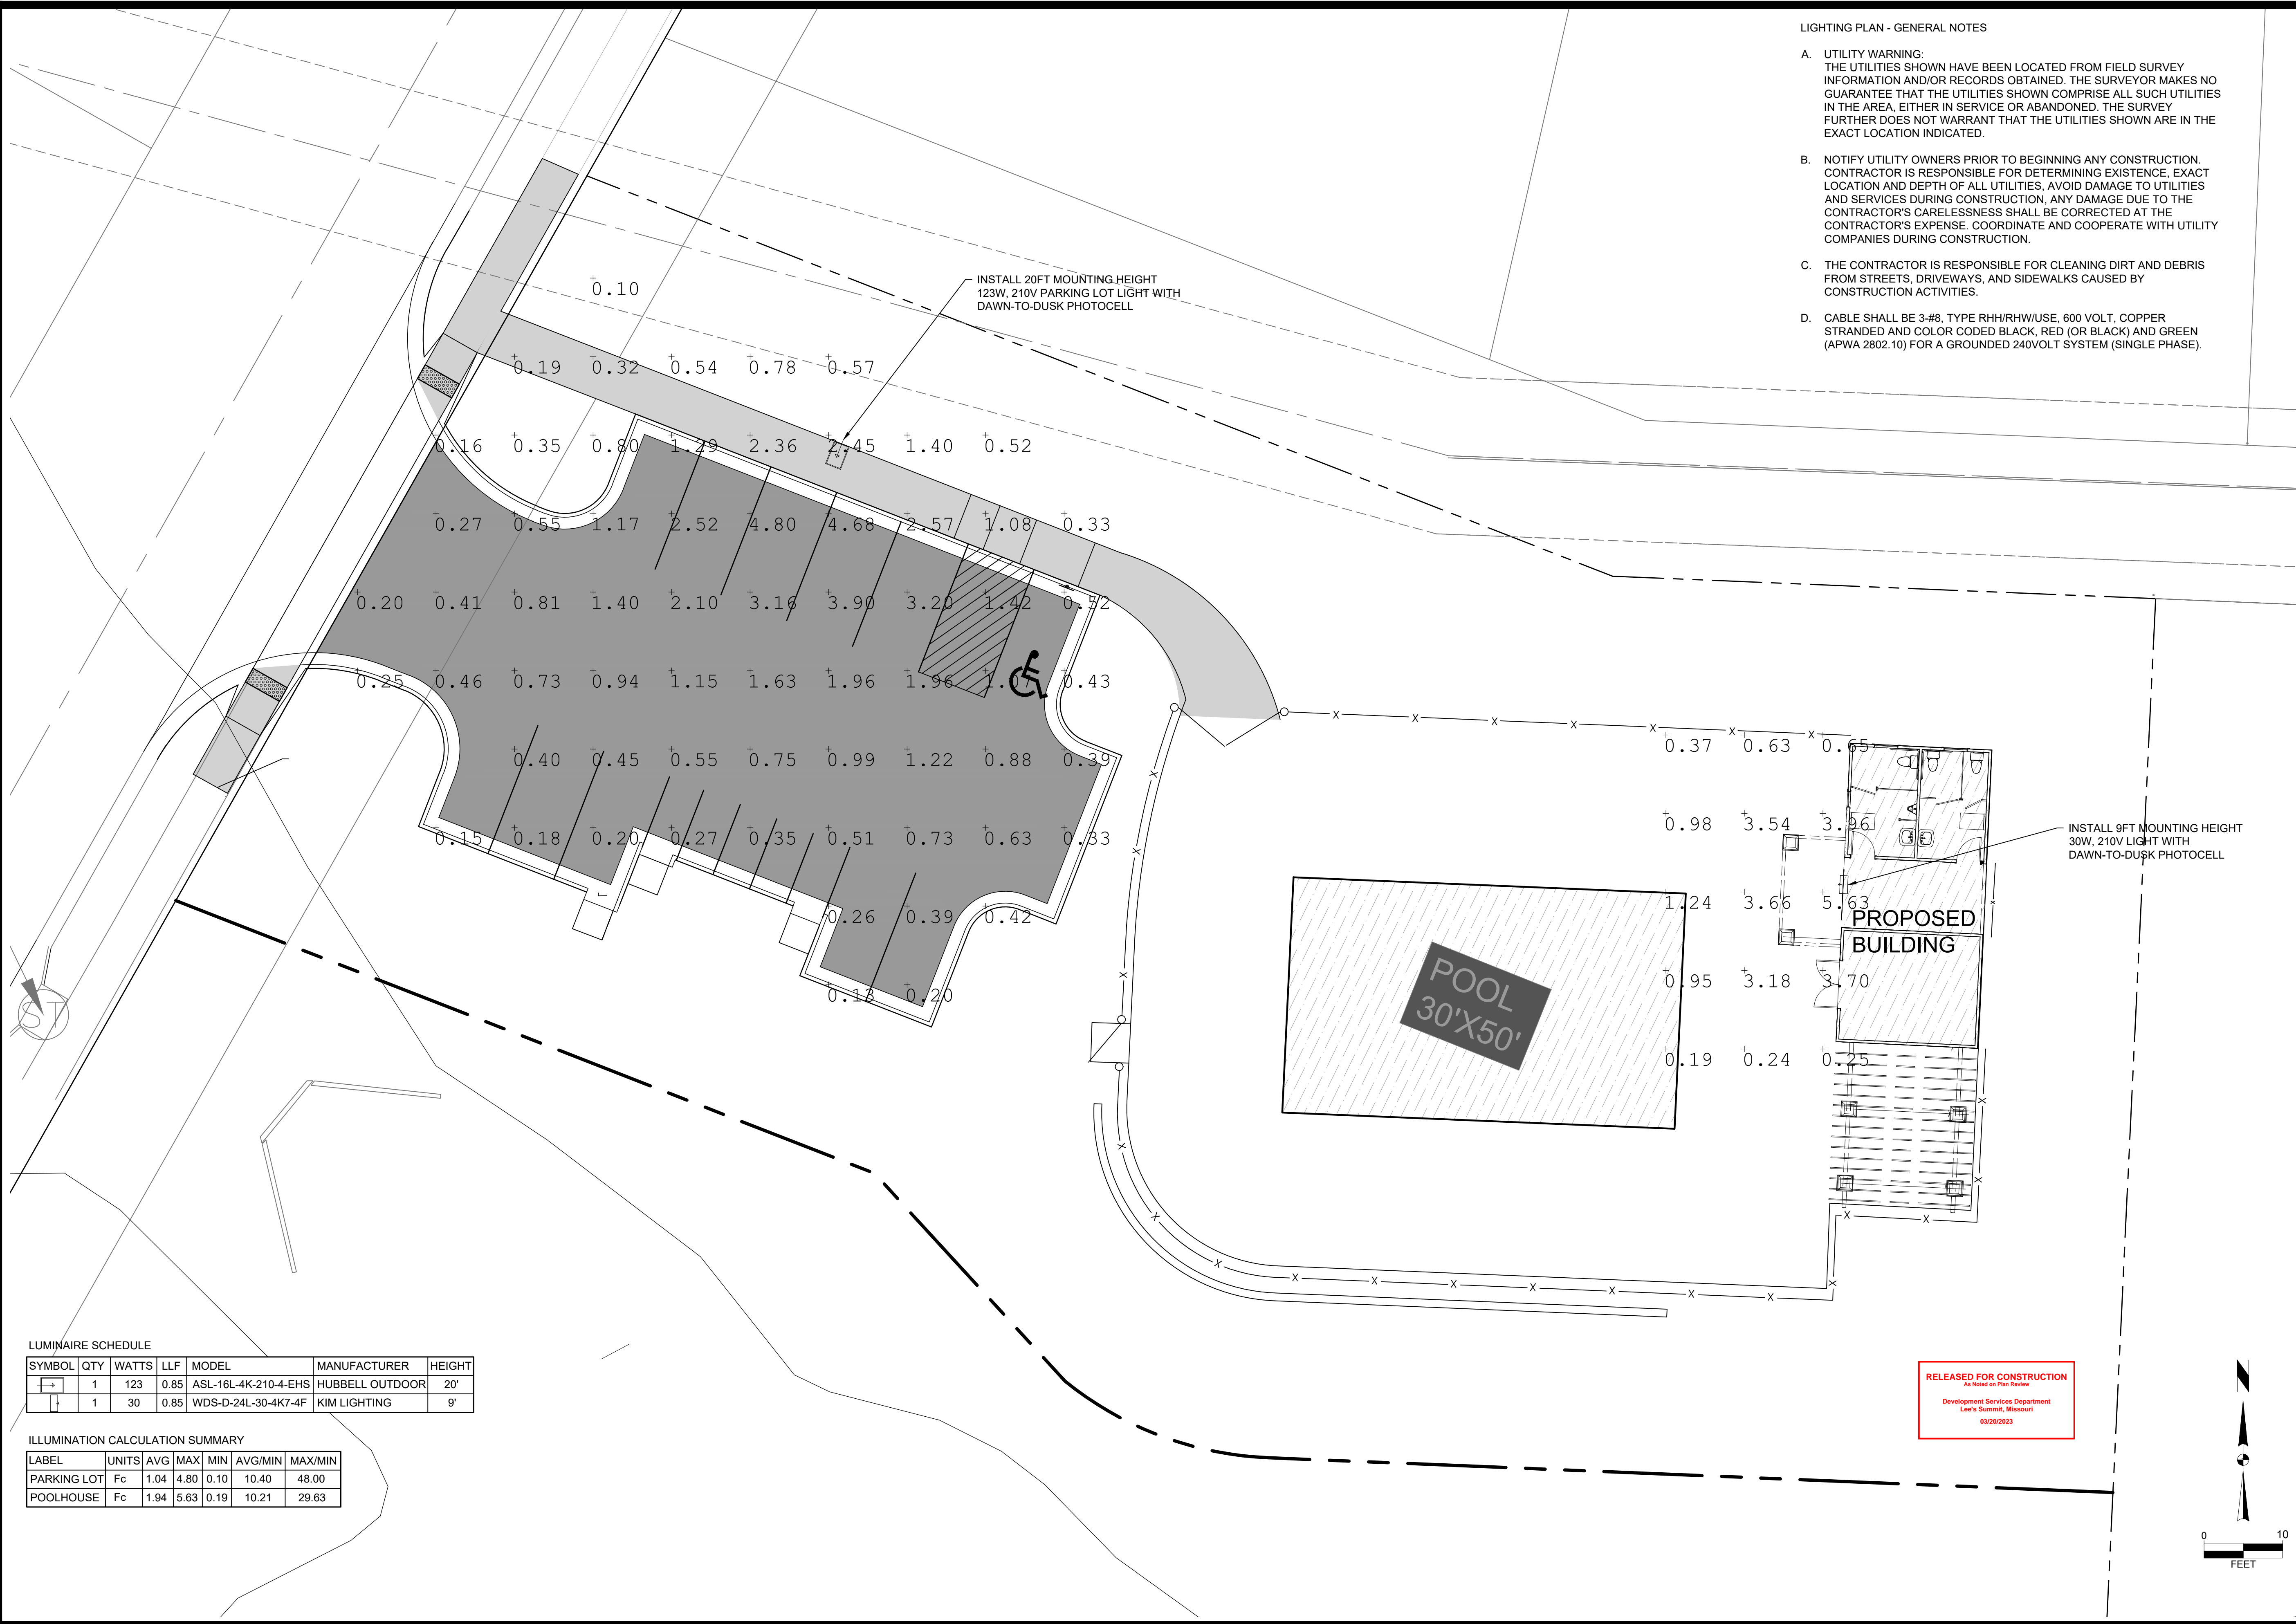 LIGHTING PLAN - GENERAL NOTES
A. UTILITY WARNING:
THE UTILITIES SHOWN HAVE BEEN LOCATED FROM FIELD SURVEY
INFORMATION AND/OR RECORDS OBTAINED. THE SURVEYOR MAKES NO
GUARANTEE THAT THE UTILITIES SHOWN COMPRISE ALL SUCH UTILITIES
IN THE AREA, EITHER IN SERVICE OR ABANDONED. THE SURVEY
FURTHER DOES NOT WARRANT THAT THE UTILITIES SHOWN ARE IN THE
EXACT LOCATION INDICATED.
B. NOTIFY UTILITY OWNERS PRIOR TO BEGINNING ANY CONSTRUCTION.
CONTRACTOR IS RESPONSIBLE FOR DETERMINING EXISTENCE, EXACT
LOCATION AND DEPTH OF ALL UTILITIES, AVOID DAMAGE TO UTILITIES
AND SERVICES DURING CONSTRUCTION, ANY DAMAGE DUE TO THE
CONTRACTOR'S CARELESSNESS SHALL BE CORRECTED AT THE
CONTRACTOR'S EXPENSE. COORDINATE AND COOPERATE WITH UTILITY
COMPANIES DURING CONSTRUCTION.
C. THE CONTRACTOR IS RESPONSIBLE FOR CLEANING DIRT AND DEBRIS
FROM STREETS, DRIVEWAYS, AND SIDEWALKS CAUSED BY
CONSTRUCTION ACTIVITIES.
D. CABLE SHALL BE 3-#8, TYPE RHH/RHW/USE, 600 VOLT, COPPER
STRANDED AND COLOR CODED BLACK, RED (OR BLACK) AND GREEN
(APWA 2802.10) FOR A GROUNDED 240VOLT SYSTEM (SINGLE PHASE).
INSTALL 20FT MOUNTING HEIGHT
123W, 210V PARKING LOT LIGHT WITH
DAWN-TO-DUSK PHOTOCELL
0.10
0.19 0.32 0.54 0.78 0.57
0.16 0.35 0.80 1.29 2.36 2.45 1.40 0.52
0.27 0.55 1.17 2.52 4.80 4.68 2.57 1.08 0.33
0.20 0.41 0.81 1.40 2.10 3.16 3.90 3.20 1.42 0.52
0.25 0.46 0.73 0.94 1.15 1.63 1.96 1.96 1.07 0.43
0.40 0.45 0.55 0.75 0.99 1.22 0.88 0.39
0.15 0.18 0.20 0.27 0.35 0.51 0.73 0.63 0.33
0.26 0.39 0.42
0.13 0.20
0.37 0.63 0.65
0.98 3.54 3.96
1.24 3.66 5.63
0.95 3.18 3.70
0.19 0.24 0.25
INSTALL 9FT MOUNTING HEIGHT
30W, 210V LIGHT WITH
DAWN-TO-DUSK PHOTOCELL
PROPOSED
BUILDING
POOL
30'X50'
ST
LUMINAIRE SCHEDULE
SYMBOL QTY WATTS LLF MODEL MANUFACTURER HEIGHT
1 123 0.85 ASL-16L-4K-210-4-EHS HUBBELL OUTDOOR 20'
1 30 0.85 WDS-D-24L-30-4K7-4F KIM LIGHTING 9'
ILLUMINATION CALCULATION SUMMARY
LABEL UNITS AVG MAX MIN AVG/MIN MAX/MIN
PARKING LOT Fc 1.04 4.80 0.10 10.40 48.00
POOLHOUSE Fc 1.94 5.63 0.19 10.21 29.63
RELEASED FOR CONSTRUCTION
As Noted on Plan Review
Development Services Department
Lee's Summit, Missouri
03/20/2023
N
0 10
FEET